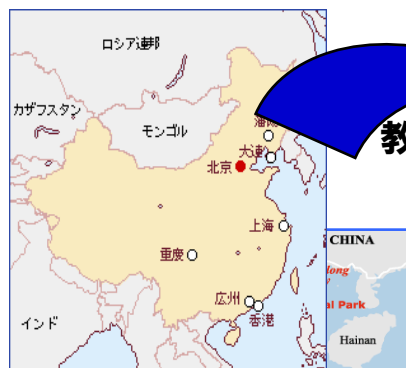 ロシア連邦
カザフスタン
モンゴル
瀋陽
大連
教
北京
上海
CHINA
重慶
al Park
広州
香港
インド
Hainan